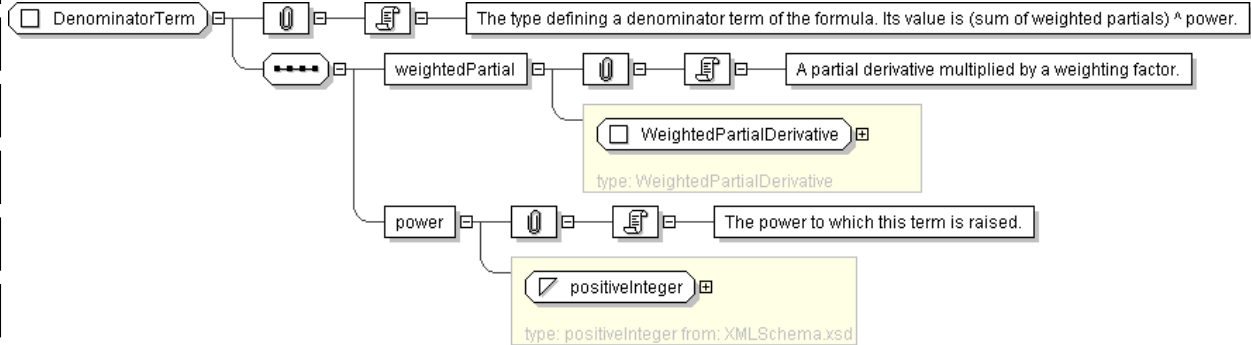 DenominatorTerm
The type defining a denominator term of the formula. Its value is (sum of weighted partials) ^ power.
weightedPartial
A partial derivative multiplied by a weighting factor.
WeightedPartialDerivative
type: WeightedPartialDerivative
power
The power to which this term is raised.
positiveInteger
type: positiveInteger from: XMLSchema.xsd